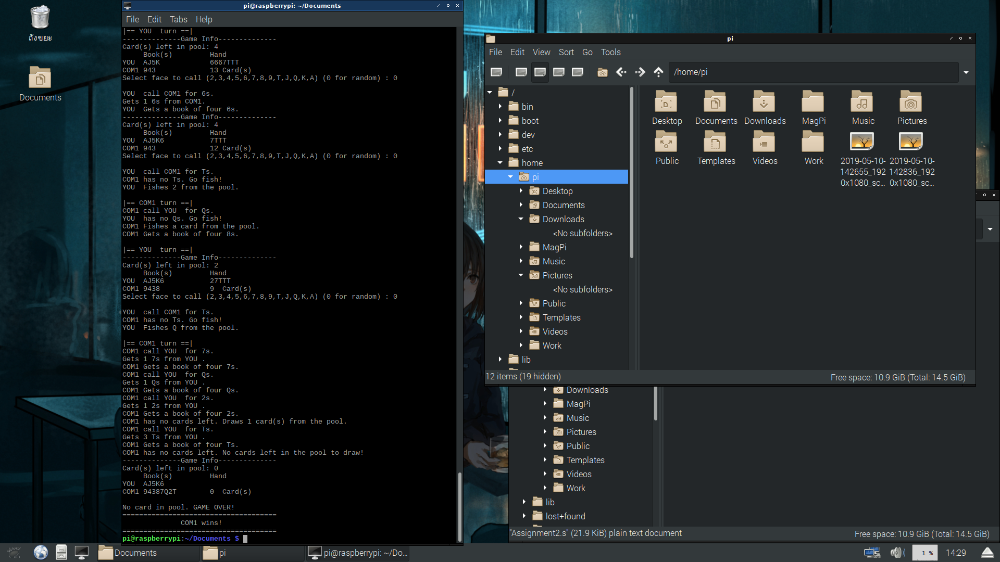 ถังขยะ
Documents
pi@raspberrypi: ~/Documents
File Edit Tabs Help
|== YOU  turn ==|
--------------Game Info--------------
Card(s) left in pool: 4
     Book(s)         Hand
YOU  AJ5K            6667TTT
COM1 943             13 Card(s)
Select face to call (2,3,4,5,6,7,8,9,T,J,Q,K,A) (0 for random) : 0
YOU  call COM1 for 6s.
Gets 1 6s from COM1.
YOU  Gets a book of four 6s.
--------------Game Info--------------
Card(s) left in pool: 4
     Book(s)         Hand
YOU  AJ5K6           7TTT
COM1 943             12 Card(s)
Select face to call (2,3,4,5,6,7,8,9,T,J,Q,K,A) (0 for random) : 0
YOU  call COM1 for Ts.
COM1 has no Ts. Go fish!
YOU  Fishes 2 from the pool.
|== COM1 turn ==|
COM1 call YOU  for Qs.
YOU  has no Qs. Go fish!
COM1 Fishes a card from the pool.
COM1 Gets a book of four 8s.
|== YOU  turn ==|
--------------Game Info--------------
Card(s) left in pool: 2
     Book(s)         Hand
YOU  AJ5K6           27TTT
COM1 9438            9  Card(s)
Select face to call (2,3,4,5,6,7,8,9,T,J,Q,K,A) (0 for random) : 0
YOU  call COM1 for Ts.
COM1 has no Ts. Go fish!
YOU  Fishes Q from the pool.
|== COM1 turn ==|
COM1 call YOU  for 7s.
Gets 1 7s from YOU .
COM1 Gets a book of four 7s.
COM1 call YOU  for Qs.
Gets 1 Qs from YOU .
COM1 Gets a book of four Qs.
COM1 call YOU  for 2s.
Gets 1 2s from YOU .
COM1 Gets a book of four 2s.
COM1 has no cards left. Draws 1 card(s) from the pool.
COM1 call YOU  for Ts.
Gets 3 Ts from YOU .
COM1 Gets a book of four Ts.
COM1 has no cards left. No cards left in the pool to draw!
--------------Game Info--------------
Card(s) left in pool: 0
     Book(s)         Hand
YOU  AJ5K6
COM1 94387Q2T        0  Card(s)
No card in pool. GAME OVER!
=====================================
              COM1 wins!
=====================================
pi@raspberrypi:~/Documents $
pi
File Edit View Sort Go Tools
/home/pi
/
bin
boot
dev
etc
home
pi
Desktop
Documents
Downloads
<No subfolders>
MagPi
Music
Pictures
<No subfolders>
Public
Templates
Videos
Work
lib
Desktop Documents Downloads MagPi Music Pictures
Public Templates Videos Work 2019-05-10-142655_1920x1080_sc... 2019-05-10-142836_1920x1080_sc...
12 items (19 hidden)
Free space: 10.9 GiB (Total: 14.5 GiB)
Downloads
MagPi
Music
Pictures
Public
Templates
Videos
Work
lib
lost+found
"Assignment2.s" (21.9 KiB) plain text document
Free space: 10.9 GiB (Total: 14.5 GiB)
Documents
pi
pi@raspberrypi: ~/Do...
1 %
14:29